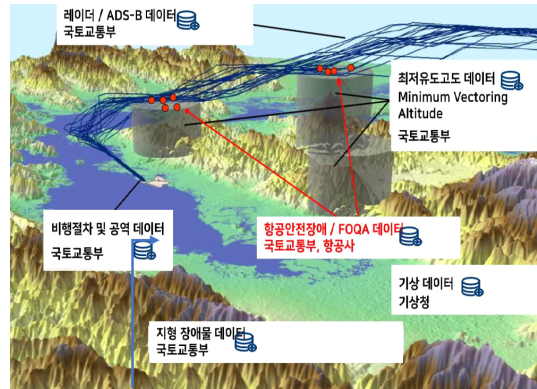 레이더 / ADS-B 데이터
국토교통부
최저유도고도 데이터
Minimum Vectoring
Altitude
국토교통부
비행절차 및 공역 데이터
국토교통부
항공안전장애 / FOQA 데이터
국토교통부, 항공사
기상 데이터
기상청
지형 장애물 데이터
국토교통부